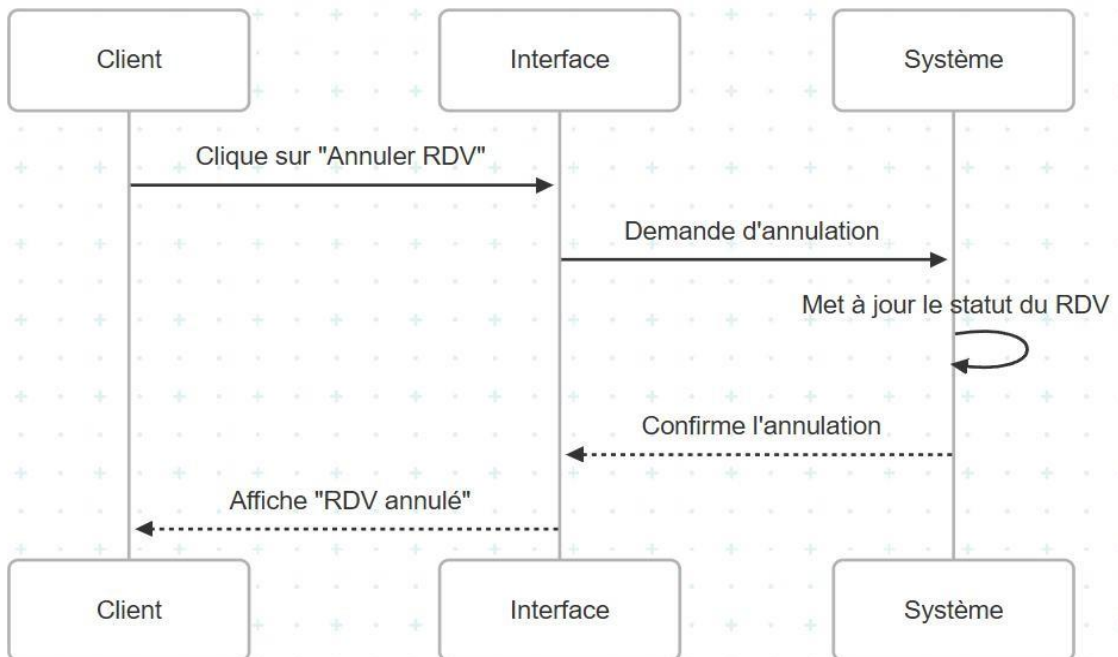 Client
Interface
Système
Clique sur "Annuler RDV"
Demande d'annulation
Met à jour le statut du RDV
Confirme l'annulation
Affiche "RDV annulé"
Client
Interface
Système